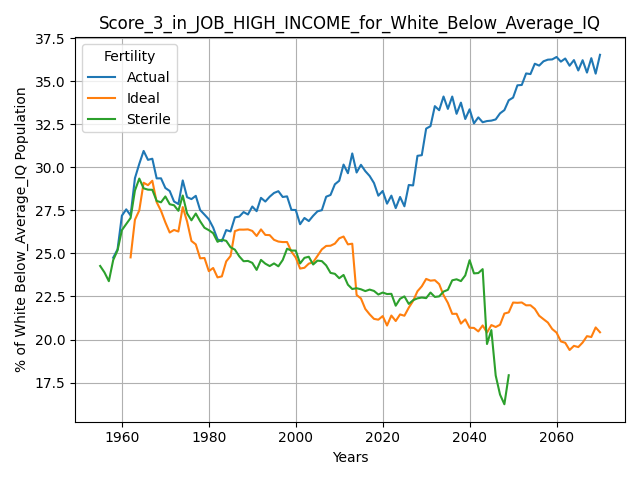 Score_3_in_JOB_HIGH_INCOME_for_White_Below_Average_IQ
% of White Below_Average_IQ Population
37.5
35.0
32.5
30.0
27.5
25.0
22.5
20.0
17.5
Fertility
Actual
Ideal
Sterile
1960
1980
2000
2020
2040
2060
Years